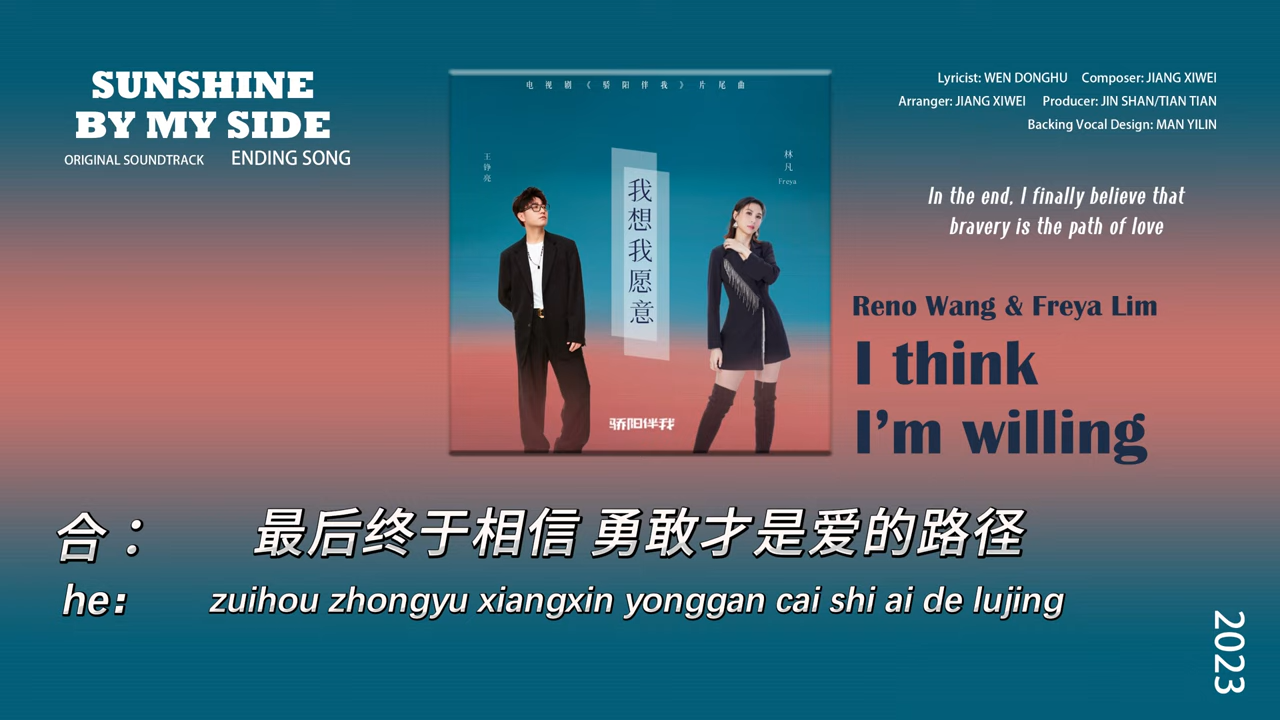 SUNSHINE
BY MY SIDE
ORIGINAL SOUNDTRACK ENDING SONG
电视剧《骄阳伴我》片尾曲
王铮亮
林凡
Freya
我想我愿意
骄阳伴我
Lyricist: WEN DONGHU Composer: JIANG XIWEI
Arranger: JIANG XIWEI Producer: JIN SHAN/TIAN TIAN
Backing Vocal Design: MAN YILIN
In the end, I finally believe that
bravery is the path of love
Reno Wang & Freya Lim
I think
I'm willing
合： 最后终于相信 勇敢才是爱的路径
he: zuihou zhongyu xiangxin yonggan cai shi ai de lujing
2023